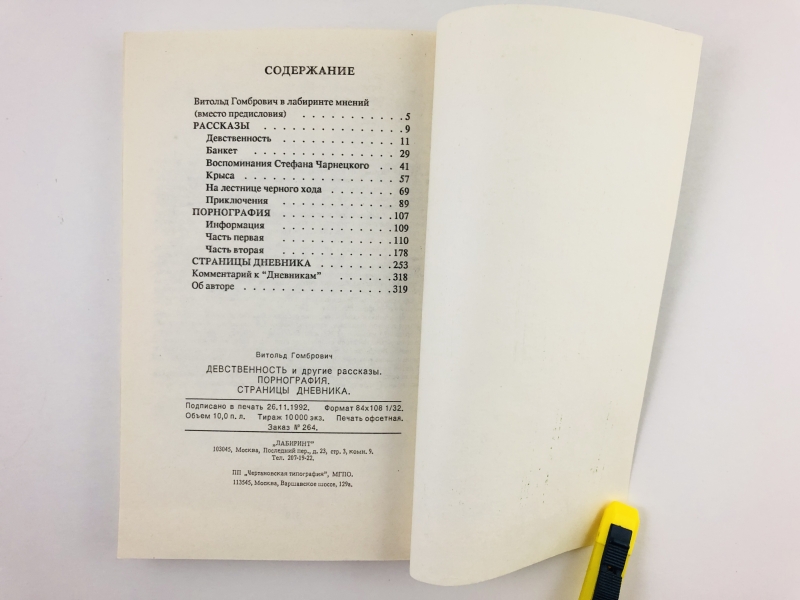 СОДЕРЖАНИЕ
Витольд Гомбрович в лабиринте мнений
(вместо предисловия) . . . . . . . . . . . 5
РАССКАЗЫ . . . . . . . . . . . . . . 9
Девственность . . . . . . . . . . . . 11
Банкет . . . . . . . . . . . . . . 29
Воспоминания Стефана Чарнецкого . . 41
Крыса . . . . . . . . . . . . . . . 57
На лестнице черного хода . . . . . . . 69
Приключения . . . . . . . . . . . . 89
ПОРНОГРАФИЯ . . . . . . . . . . . . 107
Информация . . . . . . . . . . . 109
Часть первая . . . . . . . . . . . 110
Часть вторая . . . . . . . . . . . 178
СТРАНИЦЫ ДНЕВНИКА . . . . . . . . 253
Комментарий к "Дневникам" . . . . . . . 318
Об авторе . . . . . . . . . . . . . . . 319
Витольд Гомбрович
ДЕВСТВЕННОСТЬ и другие рассказы.
ПОРНОГРАФИЯ.
СТРАНИЦЫ ДНЕВНИКА.
Подписано в печать 26.11.1992. Формат 84х108 1/32.
Объем 10,0 п. л. Тираж 10 000 экз. Печать офсетная.
Заказ № 264.
„ЛАБИРИНТ"
103045, Москва, Последний пер., д. 23, стр. 3, комн. 9.
Тел. 207-19-22.
ПП „Чертановская типография", МГПО.
113545, Москва, Варшавское шоссе, 129а.